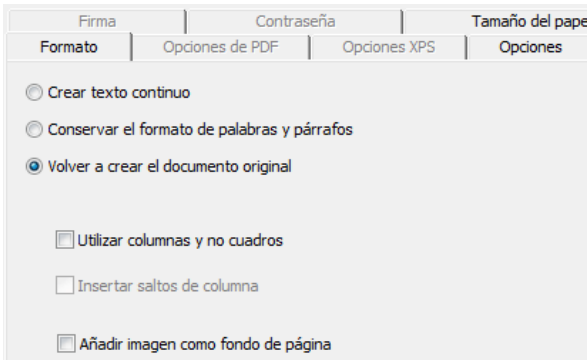 Firma Contraseña Tamaño del pape
Formato Opciones de PDF Opciones XPS Opciones
Crear texto continuo
Conservar el formato de palabras y párrafos
Volver a crear el documento original
Utilizar columnas y no cuadros
Insertar saltos de columna
Añadir imagen como fondo de página